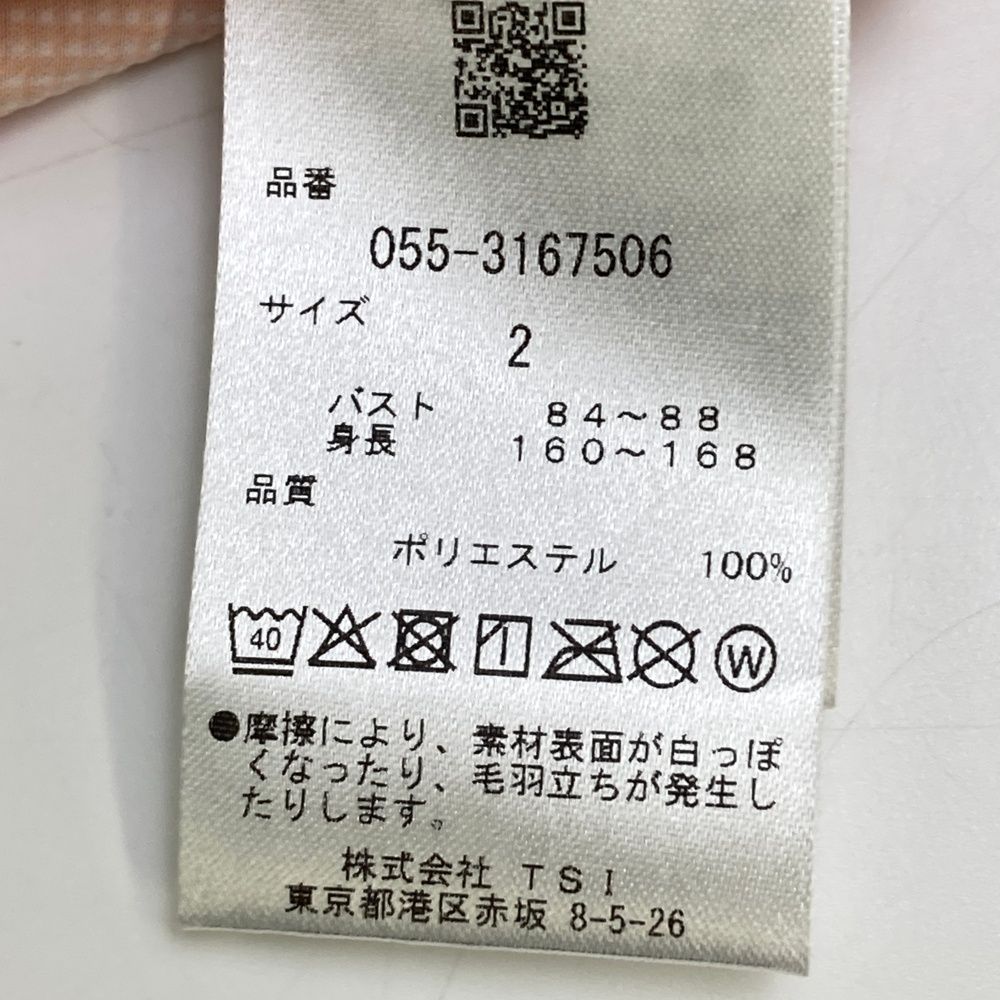 品番
055-3167506
サイズ
2
バスト 84～88
身長 160～168
品質
ポリエステル 100%
40 W
●摩擦により、素材表面が白っぽ
くなったり、毛羽立ちが発生し
たりします。
株式会社 TSI
東京都港区赤坂 8-5-26